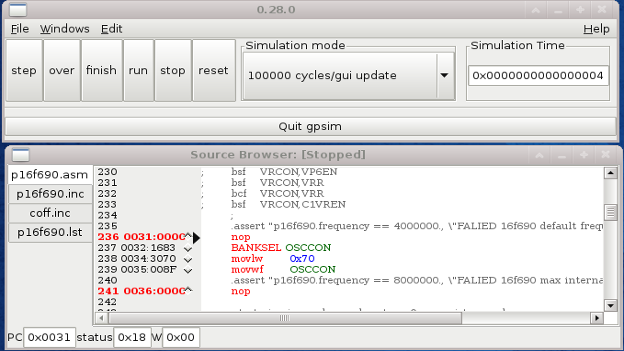 0.28.0
File Windows Edit Help
step over finish run stop reset
Simulation mode
100000 cycles/gui update
Simulation Time
0x0000000000000004
Quit gpsim
Source Browser: [Stopped]
p16f690.asm
p16f690.inc
coff.inc
p16f690.lst
230 ; bsf VRCON,VP6EN
231 ; bsf VRCON,VRR
232 ; bcf VRCON,VRR
233 ; bsf VRCON,C1VREN
234 ;
235 .assert "p16f690.frequency == 4000000., \"FALIED 16f690 default freq
236 0031:0000 nop
237 0032:1683 BANKSEL OSCCON
238 0034:3070 movlw 0x70
239 0035:008F movwf OSCCON
240 .assert "p16f690.frequency == 8000000., \"FALIED 16f690 max interna
241 0036:0000 nop
242
PC 0x0031 status 0x18 W 0x00